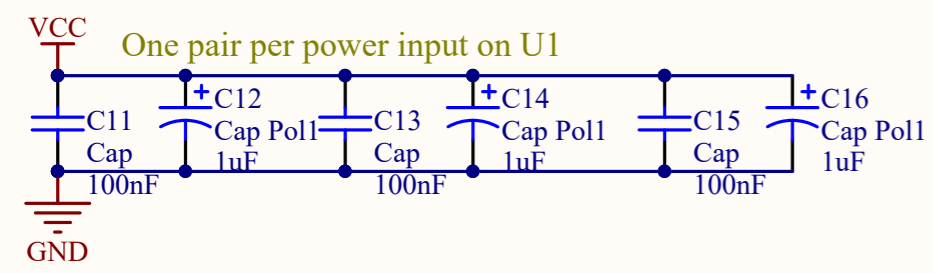 VCC
One pair per power input on U1
C11
Cap
100nF
C12
Cap Pol1
1uF
C13
Cap
100nF
C14
Cap Pol1
1uF
C15
Cap
100nF
C16
Cap Pol1
1uF
GND